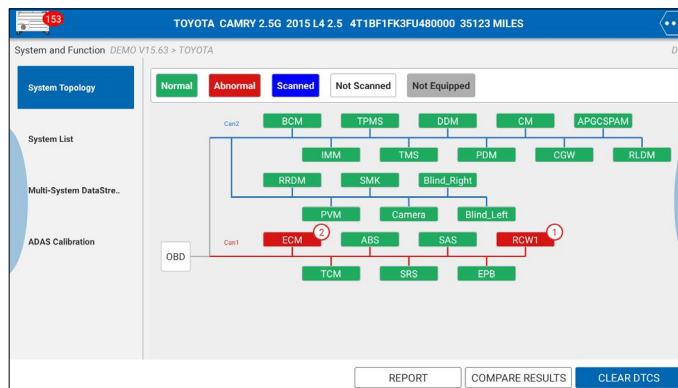 153
TOYOTA CAMRY 2.5G 2015 L4 2.5 4T1BF1FK3FU480000 35123 MILES
System and Function DEMO V15.63 > TOYOTA D
System Topology
Normal Abnormal Scanned Not Scanned Not Equipped
System List
Multi-System DataStre..
ADAS Calibration
Can2 BCM TPMS DDM CM APGCSPAM
IMM TMS PDM CGW RLDM
RRDM SMK Blind_Right
PVM Camera Blind_Left
Can1 ECM 2 ABS SAS RCW1 1
OBD
TCM SRS EPB
REPORT COMPARE RESULTS CLEAR DTCS